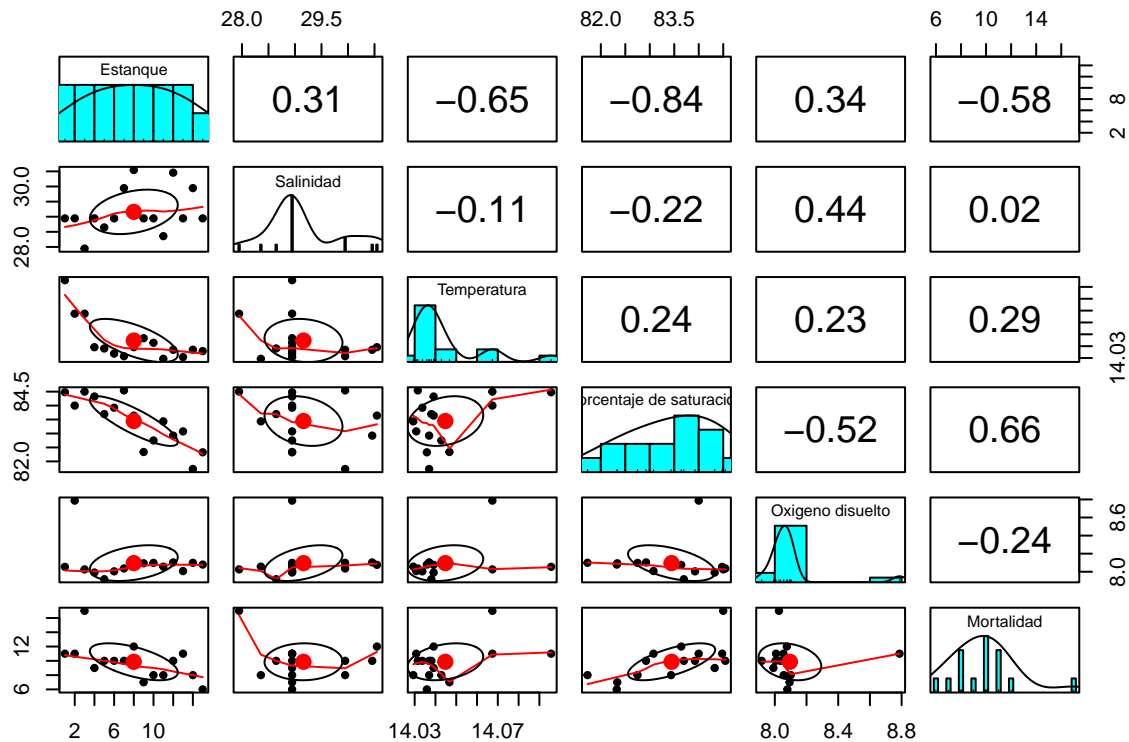 28.0 29.5 82.0 83.5 6 10 14
Estanque 0.31 −0.65 −0.84 0.34 −0.58 2 8
28.0 30.0 Salinidad −0.11 −0.22 0.44 0.02
Temperatura 0.24 0.23 0.29 14.03
82.0 84.5 orcentaje de saturació −0.52 0.66
Oxigeno disuelto −0.24 8.0 8.6
6 12 Mortalidad
2 6 10 14.03 14.07 8.0 8.4 8.8